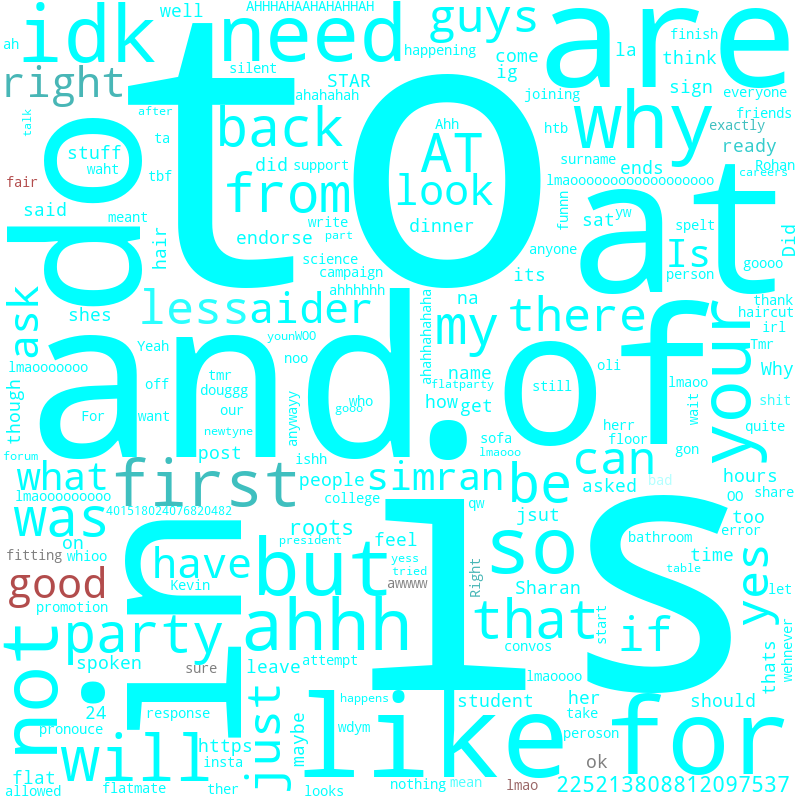 AHHHAHAAHAHAHHAH
well
idk
need
guys
are
finish
ah
happening
come
la
think
silent
ig
right
STAR
sign
everyone
ahahahah
joining
why
after
Ahh
friends
to
back
AT
htb
exactly
talk
ta
ready
do
stuff
did
support
surname
Rohan
waht
ends
careers
fair
tbf
from
look
lmaoooooooooooooooooo
at
said
meant
write
dinner
funnn
sat
yw
spelt
Did
hair
endorse
part
anyone
Is
science
its
person
goooo
campaign
ahhhhhh
na
thank
ask
shes
lessaider
my
there
your
haircut
irl
Yeah
younWOO
ahahhahahaha
Tmr
lmaooooooo
noo
oli
Why
off
tmr
name
flatparty
still
lmaoo
shit
and
of
.
though
For
want
douggg
our
who
gooo
how
get
wait
quite
newtyne
anywayy
herr
forum
post
sofa
floor
gon
lmaooo
ishh
can
what
first
people
simran
be
asked
bad
hours
lmaooooooooo
college
qw
oo
share
was
401518024076820482
jsut
too
error
on
roots
feel
so
bathroom
time
yes
whioo
president
fitting
un
have
but
yess
tried
Right
table
good
Kevin
awwww
Sharan
let
promotion
is
start
thats
wehnever
not
party
ahhh
that
if
convos
spoken
sure
leave
attempt
lmaoooo
i
:
her
should
24
just
happens
student
take
pronouce
response
maybe
wdym
peroson
will
https
like
for
flat
insta
ok
allowed
flatmate
ther
looks
nothing
mean
lmao
225213808812097537